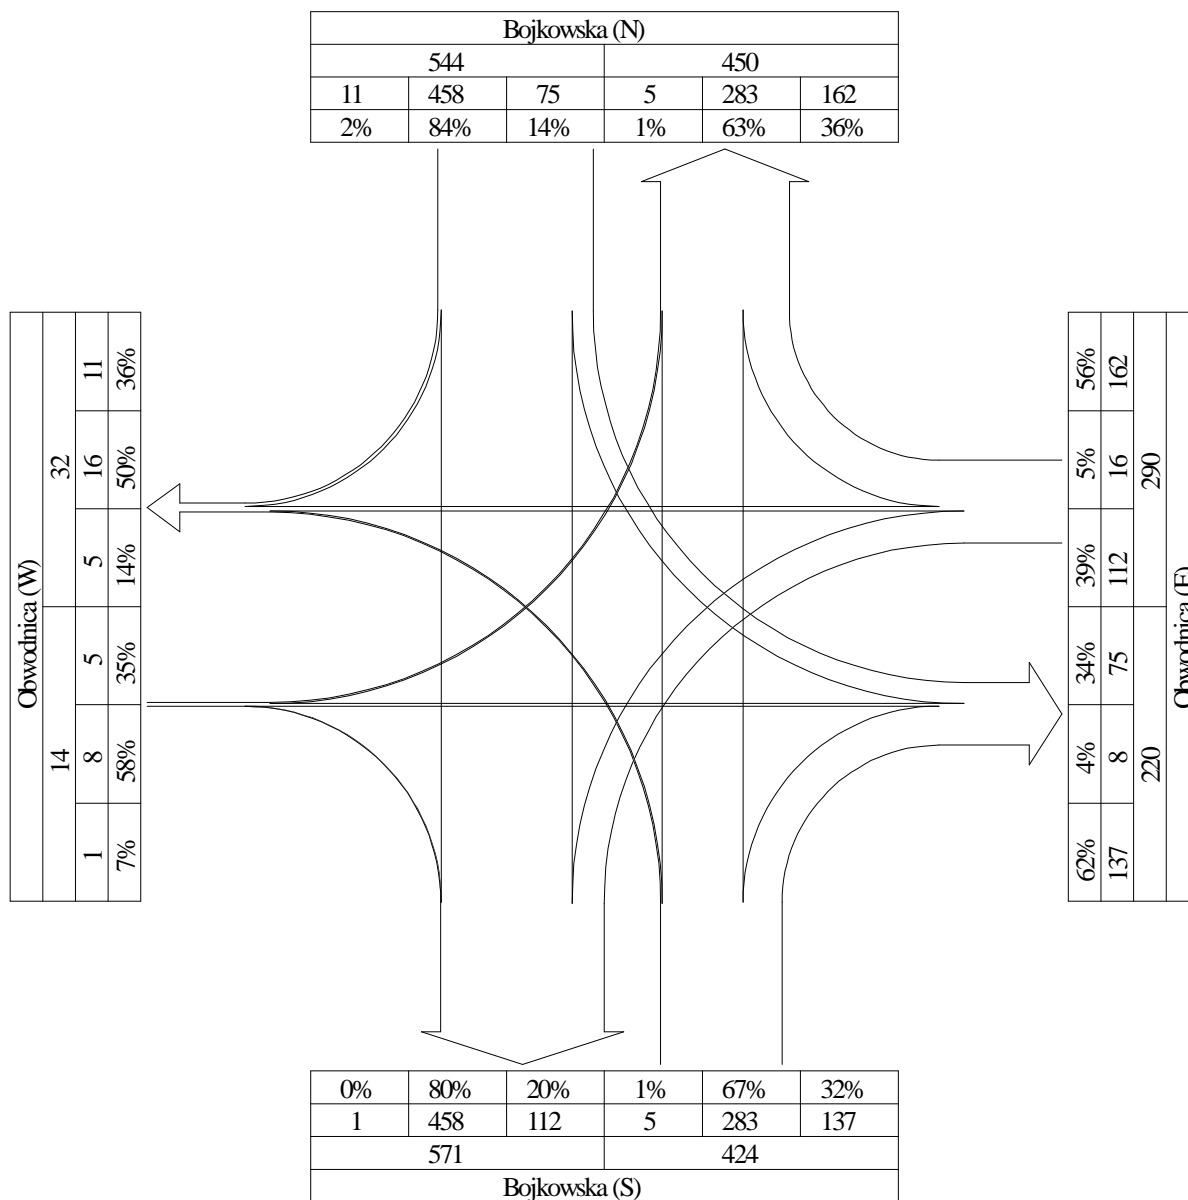 Bojkowska (N)
544 450
11 458 75 5 283 162
2% 84% 14% 1% 63% 36%
Obwodnica (W)
32 14
11 16 5 5 8 1
36% 50% 14% 35% 58% 7%
56% 5% 39% 34% 4% 62%
162 16 112 75 8 137
290 220
Obwodnica (E)
0% 80% 20% 1% 67% 32%
1 458 112 5 283 137
571 424
Bojkowska (S)